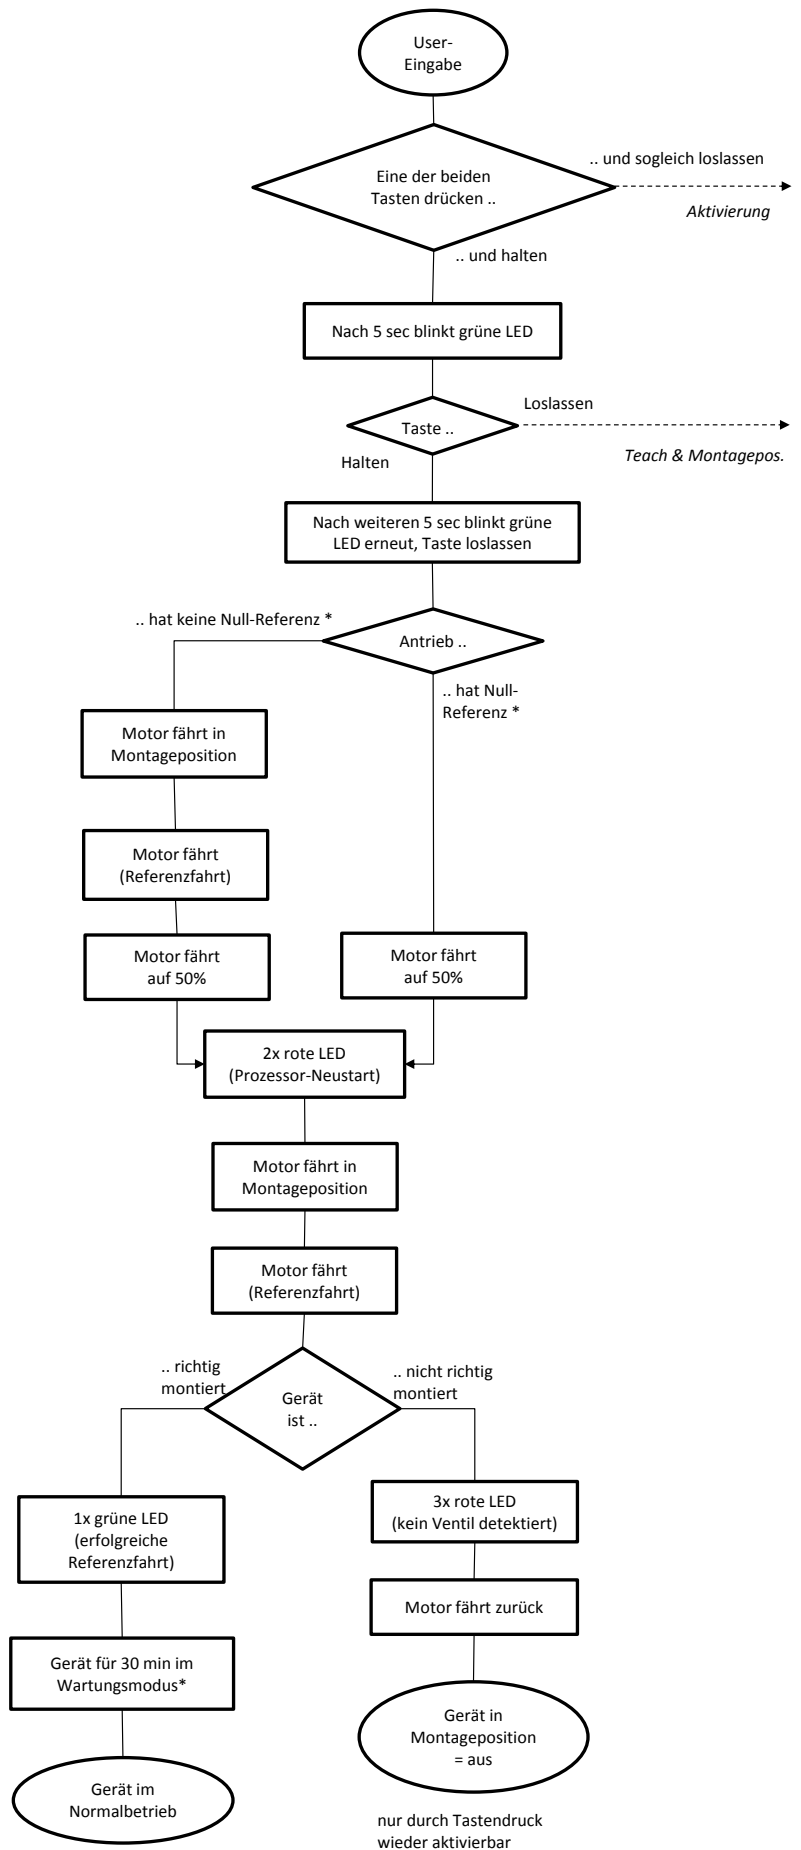 User-
Eingabe
.. und sogleich loslassen
Eine der beiden
Tasten drücken ..
Aktivierung
.. und halten
Nach 5 sec blinkt grüne LED
Loslassen
Taste ..
Teach & Montagepos.
Halten
Nach weiteren 5 sec blinkt grüne
LED erneut, Taste loslassen
.. hat keine Null-Referenz *
Antrieb ..
.. hat Null-
Referenz *
Motor fährt in
Montageposition
Motor fährt
(Referenzfahrt)
Motor fährt
auf 50%
Motor fährt
auf 50%
2x rote LED
(Prozessor-Neustart)
Motor fährt in
Montageposition
Motor fährt
(Referenzfahrt)
.. richtig
montiert
.. nicht richtig
montiert
Gerät
ist ..
1x grüne LED
(erfolgreiche
Referenzfahrt)
3x rote LED
(kein Ventil detektiert)
Motor fährt zurück
Gerät für 30 min im
Wartungsmodus*
Gerät in
Montageposition
= aus
Gerät im
Normalbetrieb
nur durch Tastendruck
wieder aktivierbar